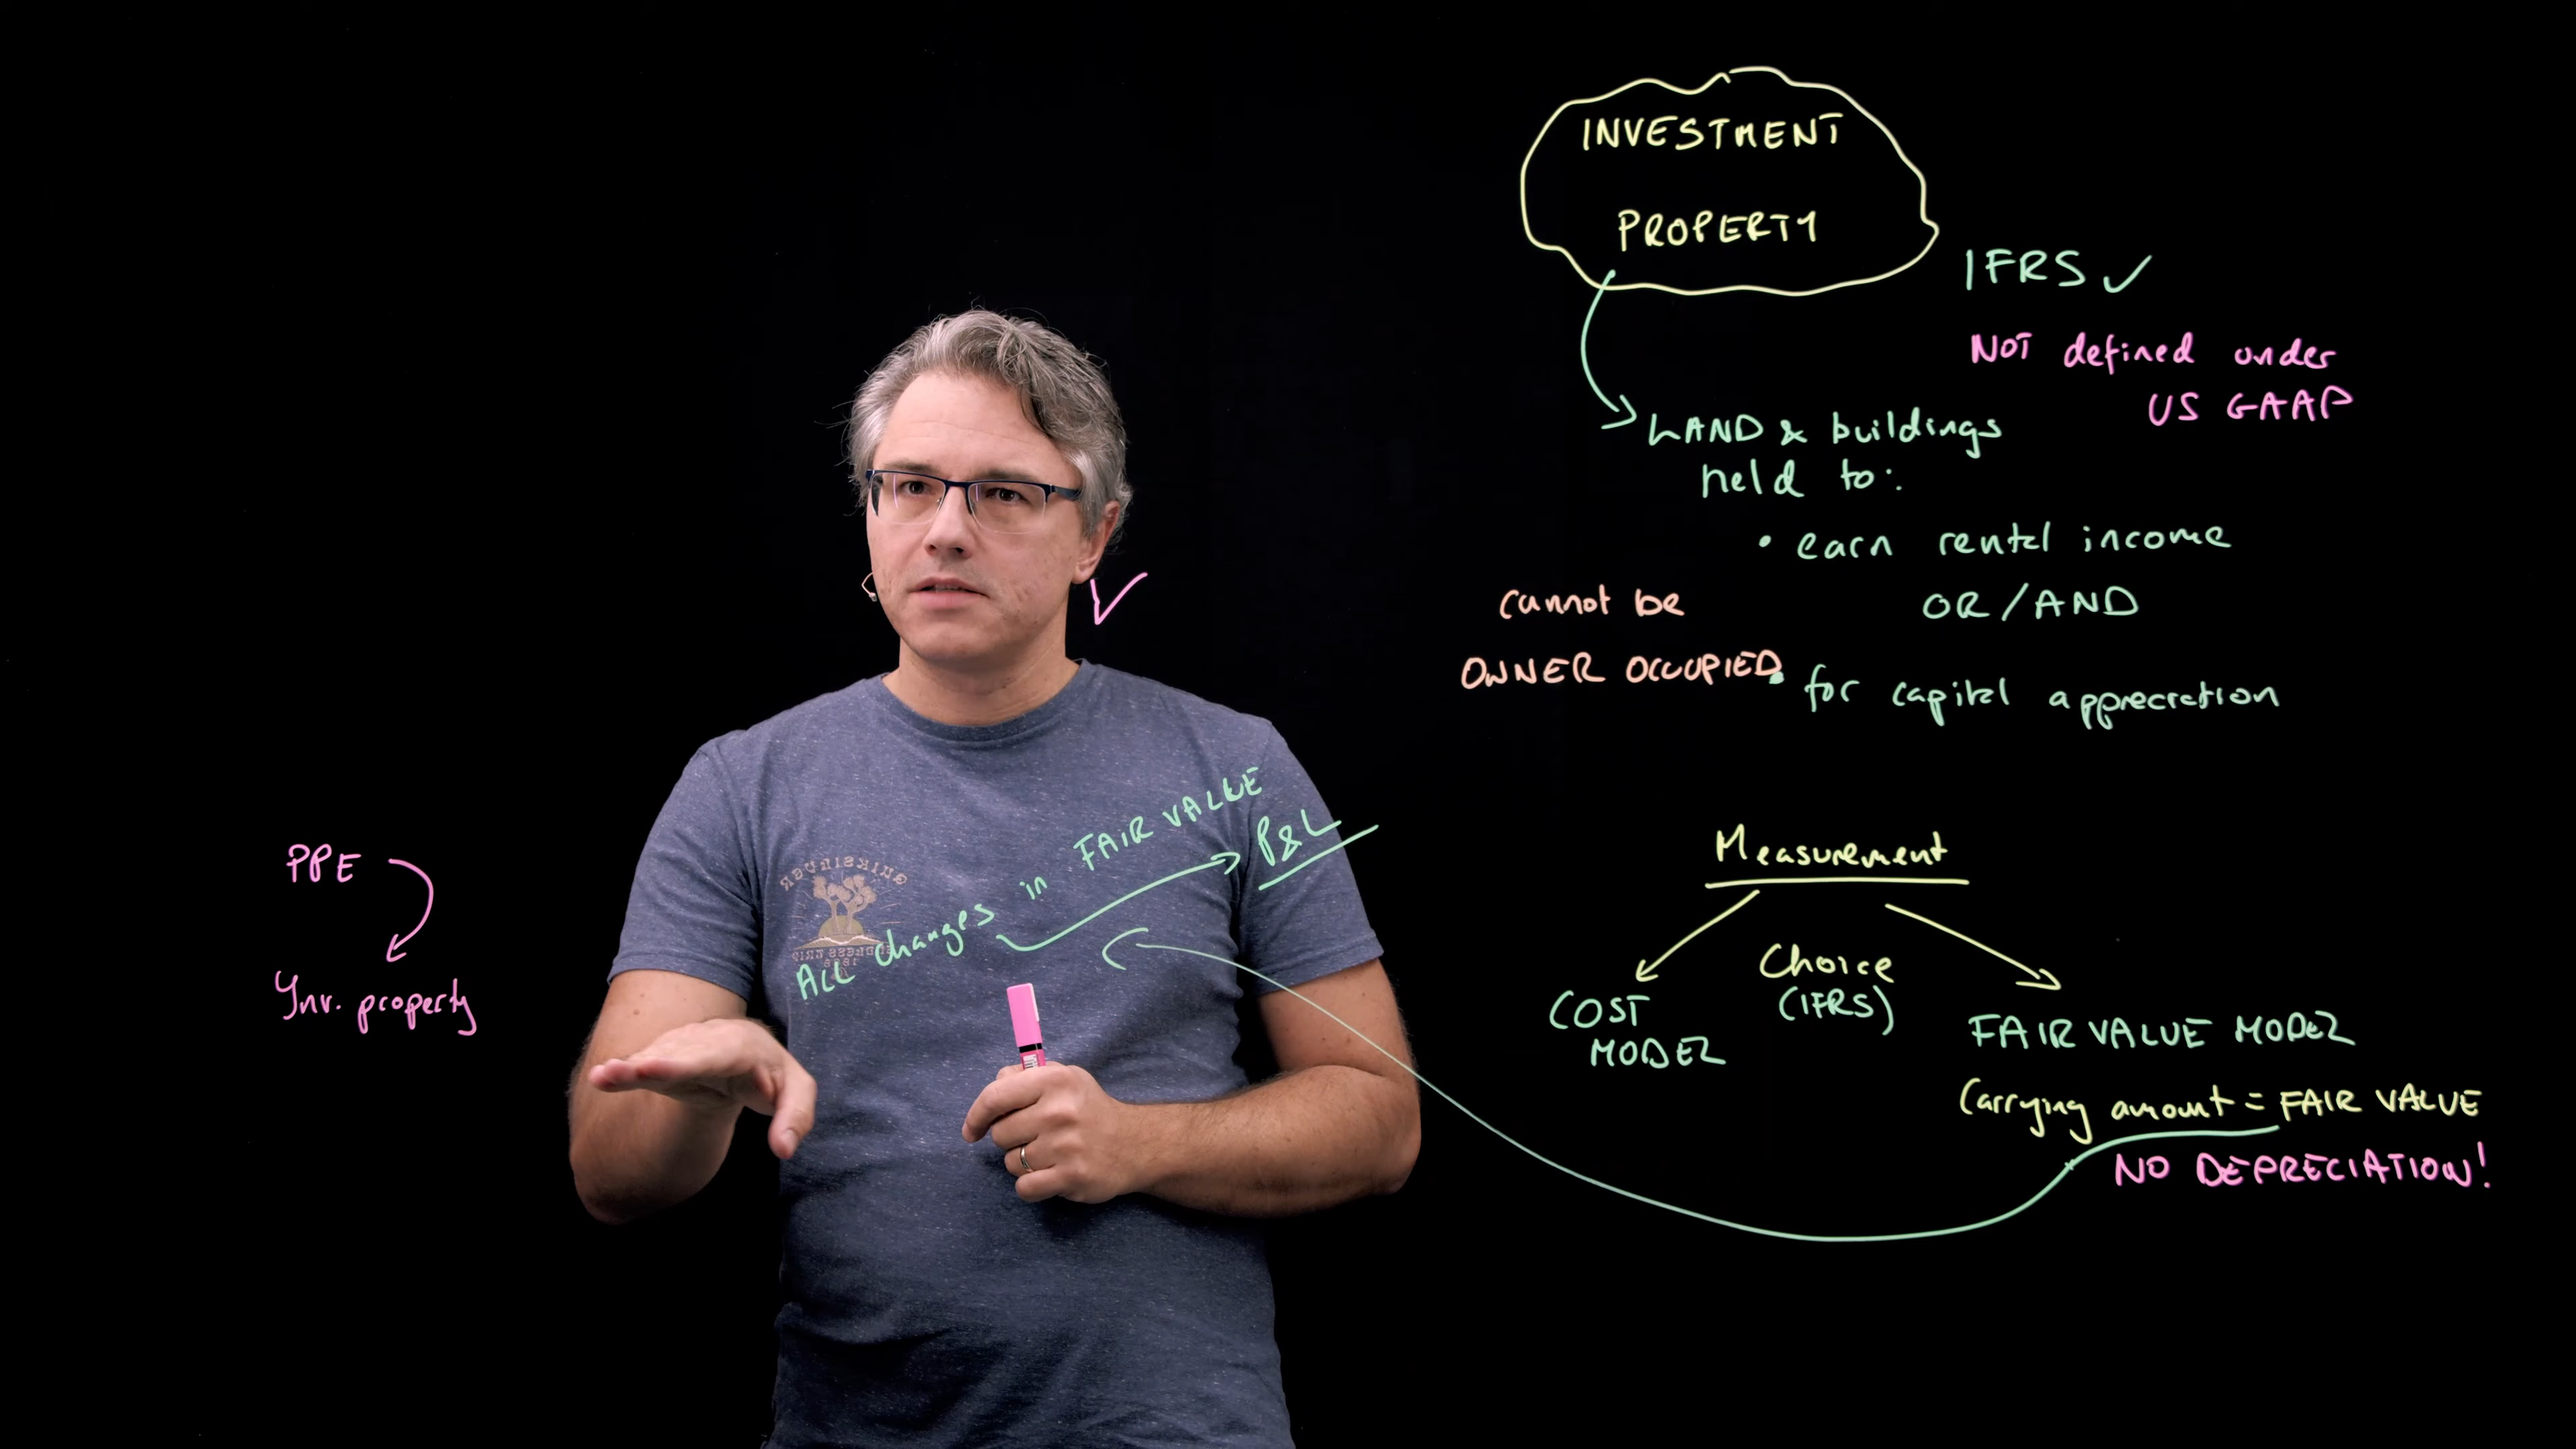 INVESTMENT
PROPERTY
IFRS ✓
NOT defined under
US GAAP
LAND & buildings
held to:
• earn rental income
OR/AND
• for capital appreciation
cannot be
OWNER OCCUPIED
Measurement
Choice
(IFRS)
COST
MODEL
FAIR VALUE MODEL
Carrying amount = FAIR VALUE
NO DEPRECIATION!
ALL changes in FAIR VALUE
P&L
PPE
Inv. property
QUIKSILVER